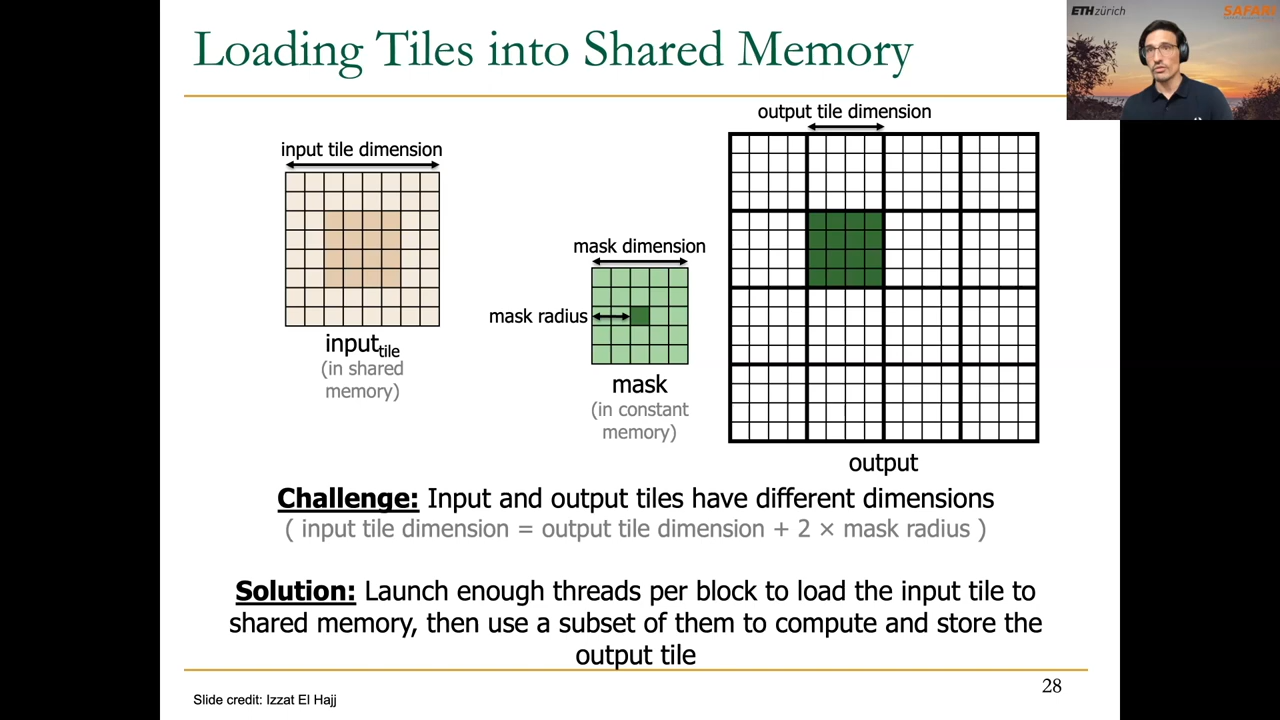 Loading Tiles into Shared Memory
ETHzürich
SAFARI
input tile dimension
output tile dimension
mask dimension
mask radius
inputtile
(in shared
memory)
mask
(in constant
memory)
output
Challenge: Input and output tiles have different dimensions
( input tile dimension = output tile dimension + 2 × mask radius )
Solution: Launch enough threads per block to load the input tile to
shared memory, then use a subset of them to compute and store the
output tile
Slide credit: Izzat El Hajj
28